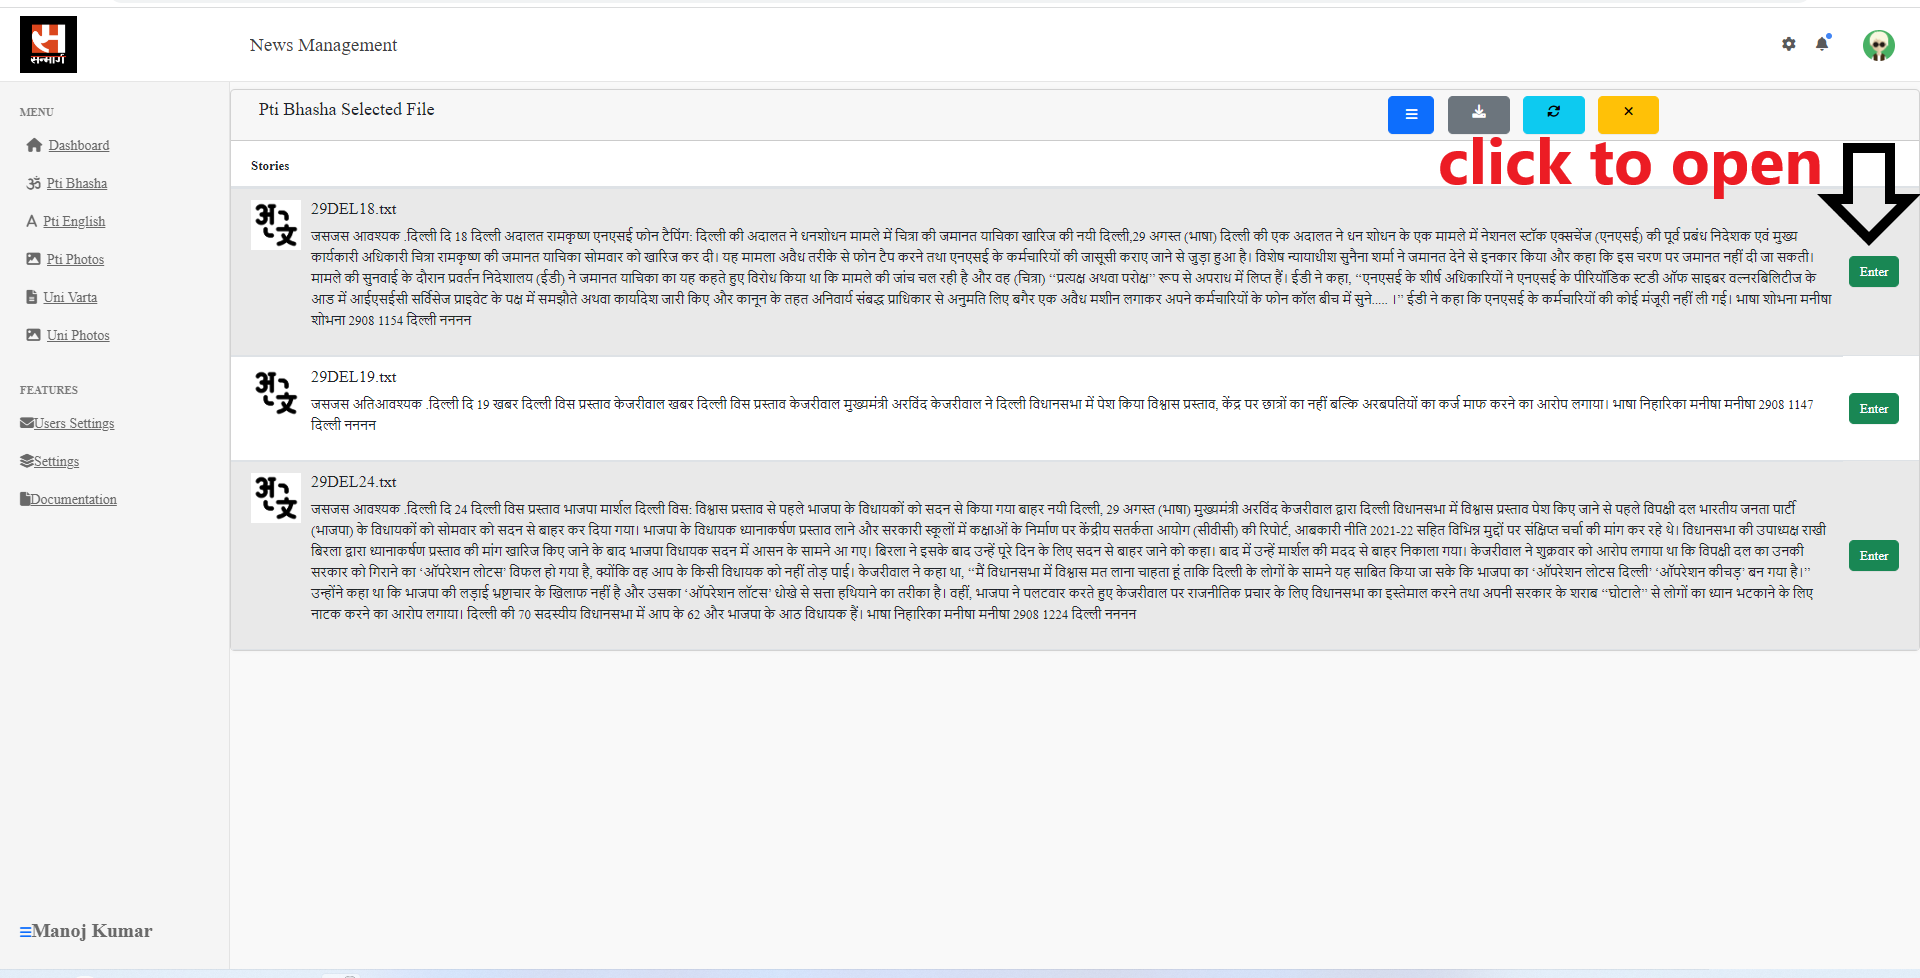 सन्मार्ग
News Management
MENU
Dashboard
Pti Bhasha
Pti English
Pti Photos
Uni Varta
Uni Photos
FEATURES
Users Settings
Settings
Documentation
Manoj Kumar
Pti Bhasha Selected File
click to open
Stories
29DEL18.txt
जसजस आवश्यक .दिल्ली दि 18 दिल्ली अदालत रामकृष्ण एनएसई फोन टैपिंग: दिल्ली की अदालत ने धनशोधन मामले में चित्रा की जमानत याचिका खारिज की नयी दिल्ली,29 अगस्त (भाषा) दिल्ली की एक अदालत ने धन शोधन के एक मामले में नेशनल स्टॉक एक्सचेंज (एनएसई) की पूर्व प्रबंध निदेशक एवं मुख्य
कार्यकारी अधिकारी चित्रा रामकृष्ण की जमानत याचिका सोमवार को खारिज कर दी। यह मामला अवैध तरीके से फोन टैप करने तथा एनएसई के कर्मचारियों की जासूसी कराए जाने से जुड़ा हुआ है। विशेष न्यायाधीश सुनैना शर्मा ने जमानत देने से इनकार किया और कहा कि इस चरण पर जमानत नहीं दी जा सकती।
मामले की सुनवाई के दौरान प्रवर्तन निदेशालय (ईडी) ने जमानत याचिका का यह कहते हुए विरोध किया था कि मामले की जांच चल रही है और वह (चित्रा) ‘‘प्रत्यक्ष अथवा परोक्ष’’ रूप से अपराध में लिप्त हैं। ईडी ने कहा, ‘‘एनएसई के शीर्ष अधिकारियों ने एनएसई के पीरियॉडिक स्टडी ऑफ साइबर वल्नरबिलिटीज के
आड में आईएसईसी सर्विसेज प्राइवेट के पक्ष में समझौते अथवा कार्यादेश जारी किए और कानून के तहत अनिवार्य संबद्ध प्राधिकार से अनुमति लिए बगैर एक अवैध मशीन लगाकर अपने कर्मचारियों के फोन कॉल बीच में सुने..... ।’’ ईडी ने कहा कि एनएसई के कर्मचारियों की कोई मंजूरी नहीं ली गई। भाषा शोभना मनीषा
शोभना 2908 1154 दिल्ली नननन
Enter
29DEL19.txt
जसजस अतिआवश्यक .दिल्ली दि 19 खबर दिल्ली विस प्रस्ताव केजरीवाल खबर दिल्ली विस प्रस्ताव केजरीवाल मुख्यमंत्री अरविंद केजरीवाल ने दिल्ली विधानसभा में पेश किया विश्वास प्रस्ताव, केंद्र पर छात्रों का नहीं बल्कि अरबपतियों का कर्ज माफ करने का आरोप लगाया। भाषा निहारिका मनीषा मनीषा 2908 1147
दिल्ली नननन
Enter
29DEL24.txt
जसजस आवश्यक .दिल्ली दि 24 दिल्ली विस प्रस्ताव भाजपा मार्शल दिल्ली विस: विश्वास प्रस्ताव से पहले भाजपा के विधायकों को सदन से किया गया बाहर नयी दिल्ली, 29 अगस्त (भाषा) मुख्यमंत्री अरविंद केजरीवाल द्वारा दिल्ली विधानसभा में विश्वास प्रस्ताव पेश किए जाने से पहले विपक्षी दल भारतीय जनता पार्टी
(भाजपा) के विधायकों को सोमवार को सदन से बाहर कर दिया गया। भाजपा के विधायक ध्यानाकर्षण प्रस्ताव लाने और सरकारी स्कूलों में कक्षाओं के निर्माण पर केंद्रीय सतर्कता आयोग (सीवीसी) की रिपोर्ट, आबकारी नीति 2021-22 सहित विभिन्न मुद्दों पर संक्षिप्त चर्चा की मांग कर रहे थे। विधानसभा की उपाध्यक्ष राखी
बिरला द्वारा ध्यानाकर्षण प्रस्ताव की मांग खारिज किए जाने के बाद भाजपा विधायक सदन में आसन के सामने आ गए। बिरला ने इसके बाद उन्हें पूरे दिन के लिए सदन से बाहर जाने को कहा। बाद में उन्हें मार्शल की मदद से बाहर निकाला गया। केजरीवाल ने शुक्रवार को आरोप लगाया था कि विपक्षी दल का उनकी
सरकार को गिराने का ‘ऑपरेशन लोटस’ विफल हो गया है, क्योंकि वह आप के किसी विधायक को नहीं तोड़ पाई। केजरीवाल ने कहा था, ‘‘मैं विधानसभा में विश्वास मत लाना चाहता हूं ताकि दिल्ली के लोगों के सामने यह साबित किया जा सके कि भाजपा का ‘ऑपरेशन लोटस दिल्ली’ ‘ऑपरेशन कीचड़’ बन गया है।’’
उन्होंने कहा था कि भाजपा की लड़ाई भ्रष्टाचार के खिलाफ नहीं है और उसका ‘ऑपरेशन लॉटस’ धोखे से सत्ता हथियाने का तरीका है। वहीं, भाजपा ने पलटवार करते हुए केजरीवाल पर राजनीतिक प्रचार के लिए विधानसभा का इस्तेमाल करने तथा अपनी सरकार के शराब ‘‘घोटाले’’ से लोगों का ध्यान भटकाने के लिए
नाटक करने का आरोप लगाया। दिल्ली की 70 सदस्यीय विधानसभा में आप के 62 और भाजपा के आठ विधायक हैं। भाषा निहारिका मनीषा मनीषा 2908 1224 दिल्ली नननन
Enter